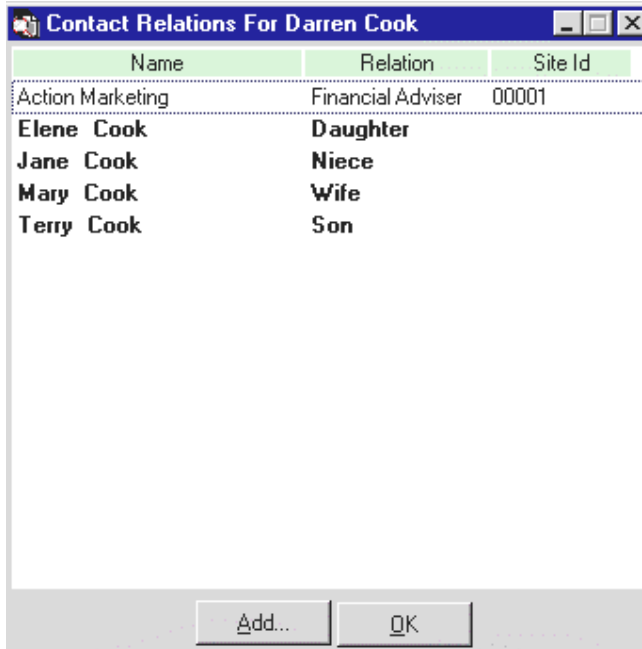 Contact Relations For Darren Cook
Name Relation Site Id
Action Marketing Financial Adviser 00001
Elene Cook Daughter
Jane Cook Niece
Mary Cook Wife
Terry Cook Son
Add... OK